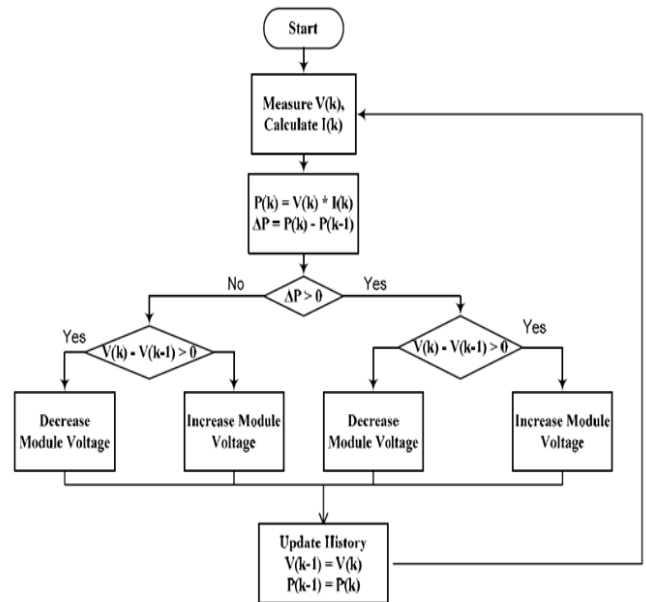 Start
Measure V(k),
Calculate I(k)
P(k) = V(k) * I(k)
ΔP = P(k) - P(k-1)
No
ΔP > 0
Yes
Yes
V(k) - V(k-1) > 0
V(k) - V(k-1) > 0
Yes
Decrease
Module Voltage
Increase Module
Voltage
Decrease
Module Voltage
Increase Module
Voltage
Update History
V(k-1) = V(k)
P(k-1) = P(k)